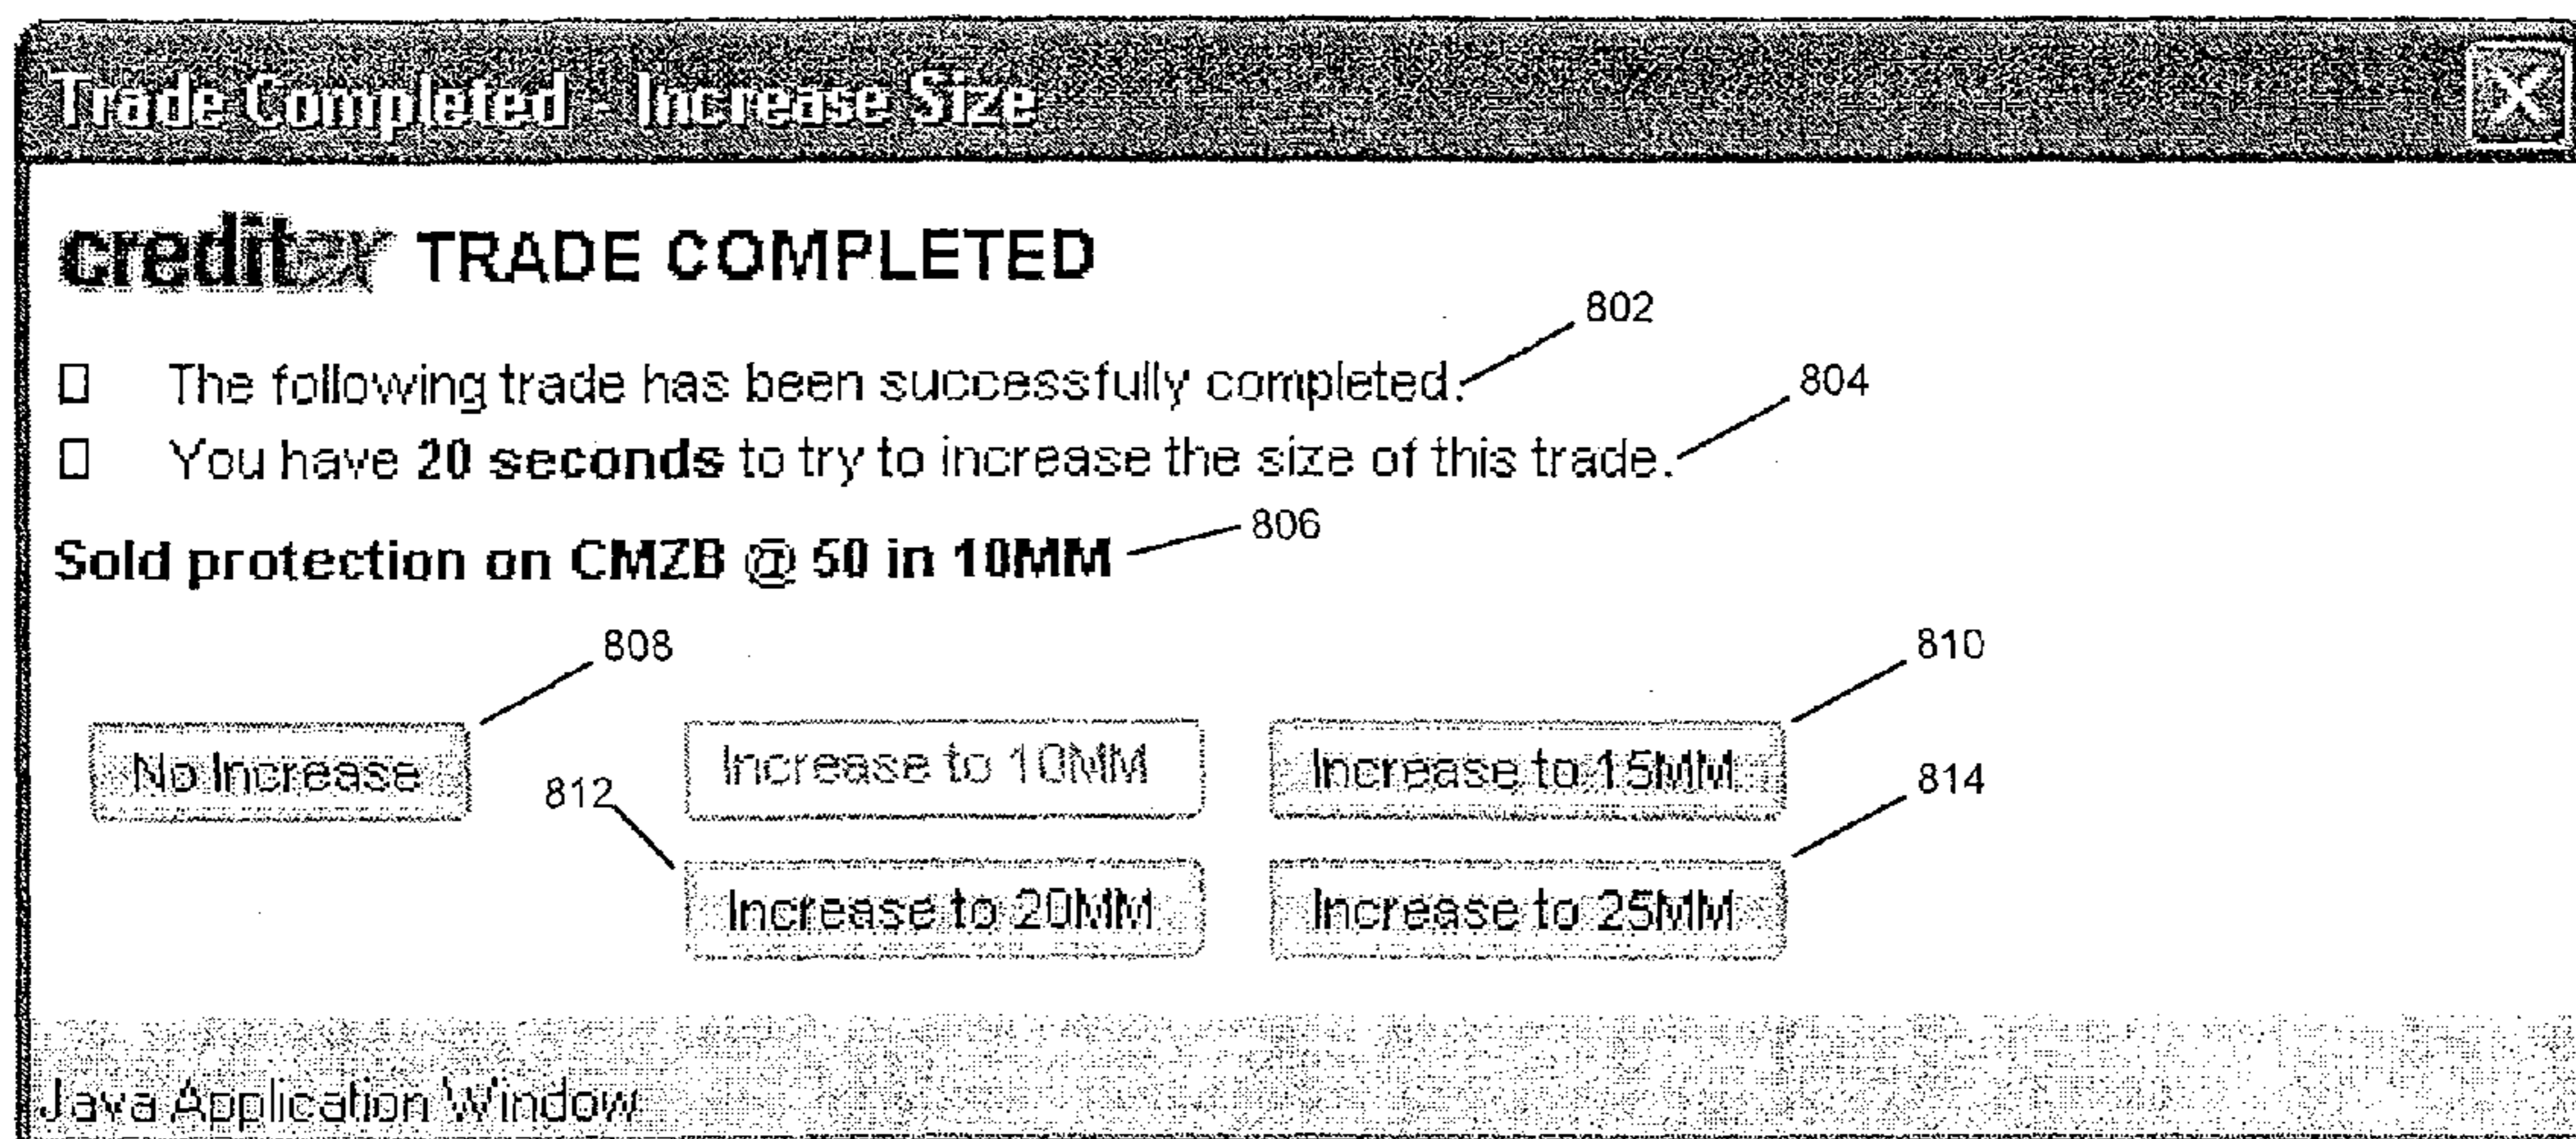 Trade Completed - Increase Size
creditex TRADE COMPLETED
802
The following trade has been successfully completed.
804
You have 20 seconds to try to increase the size of this trade.
806
Sold protection on CMZB @ 50 in 10MM
808
810
No Increase
Increase to 10MM
Increase to 15MM
812
814
Increase to 20MM
Increase to 25MM
Java Application Window